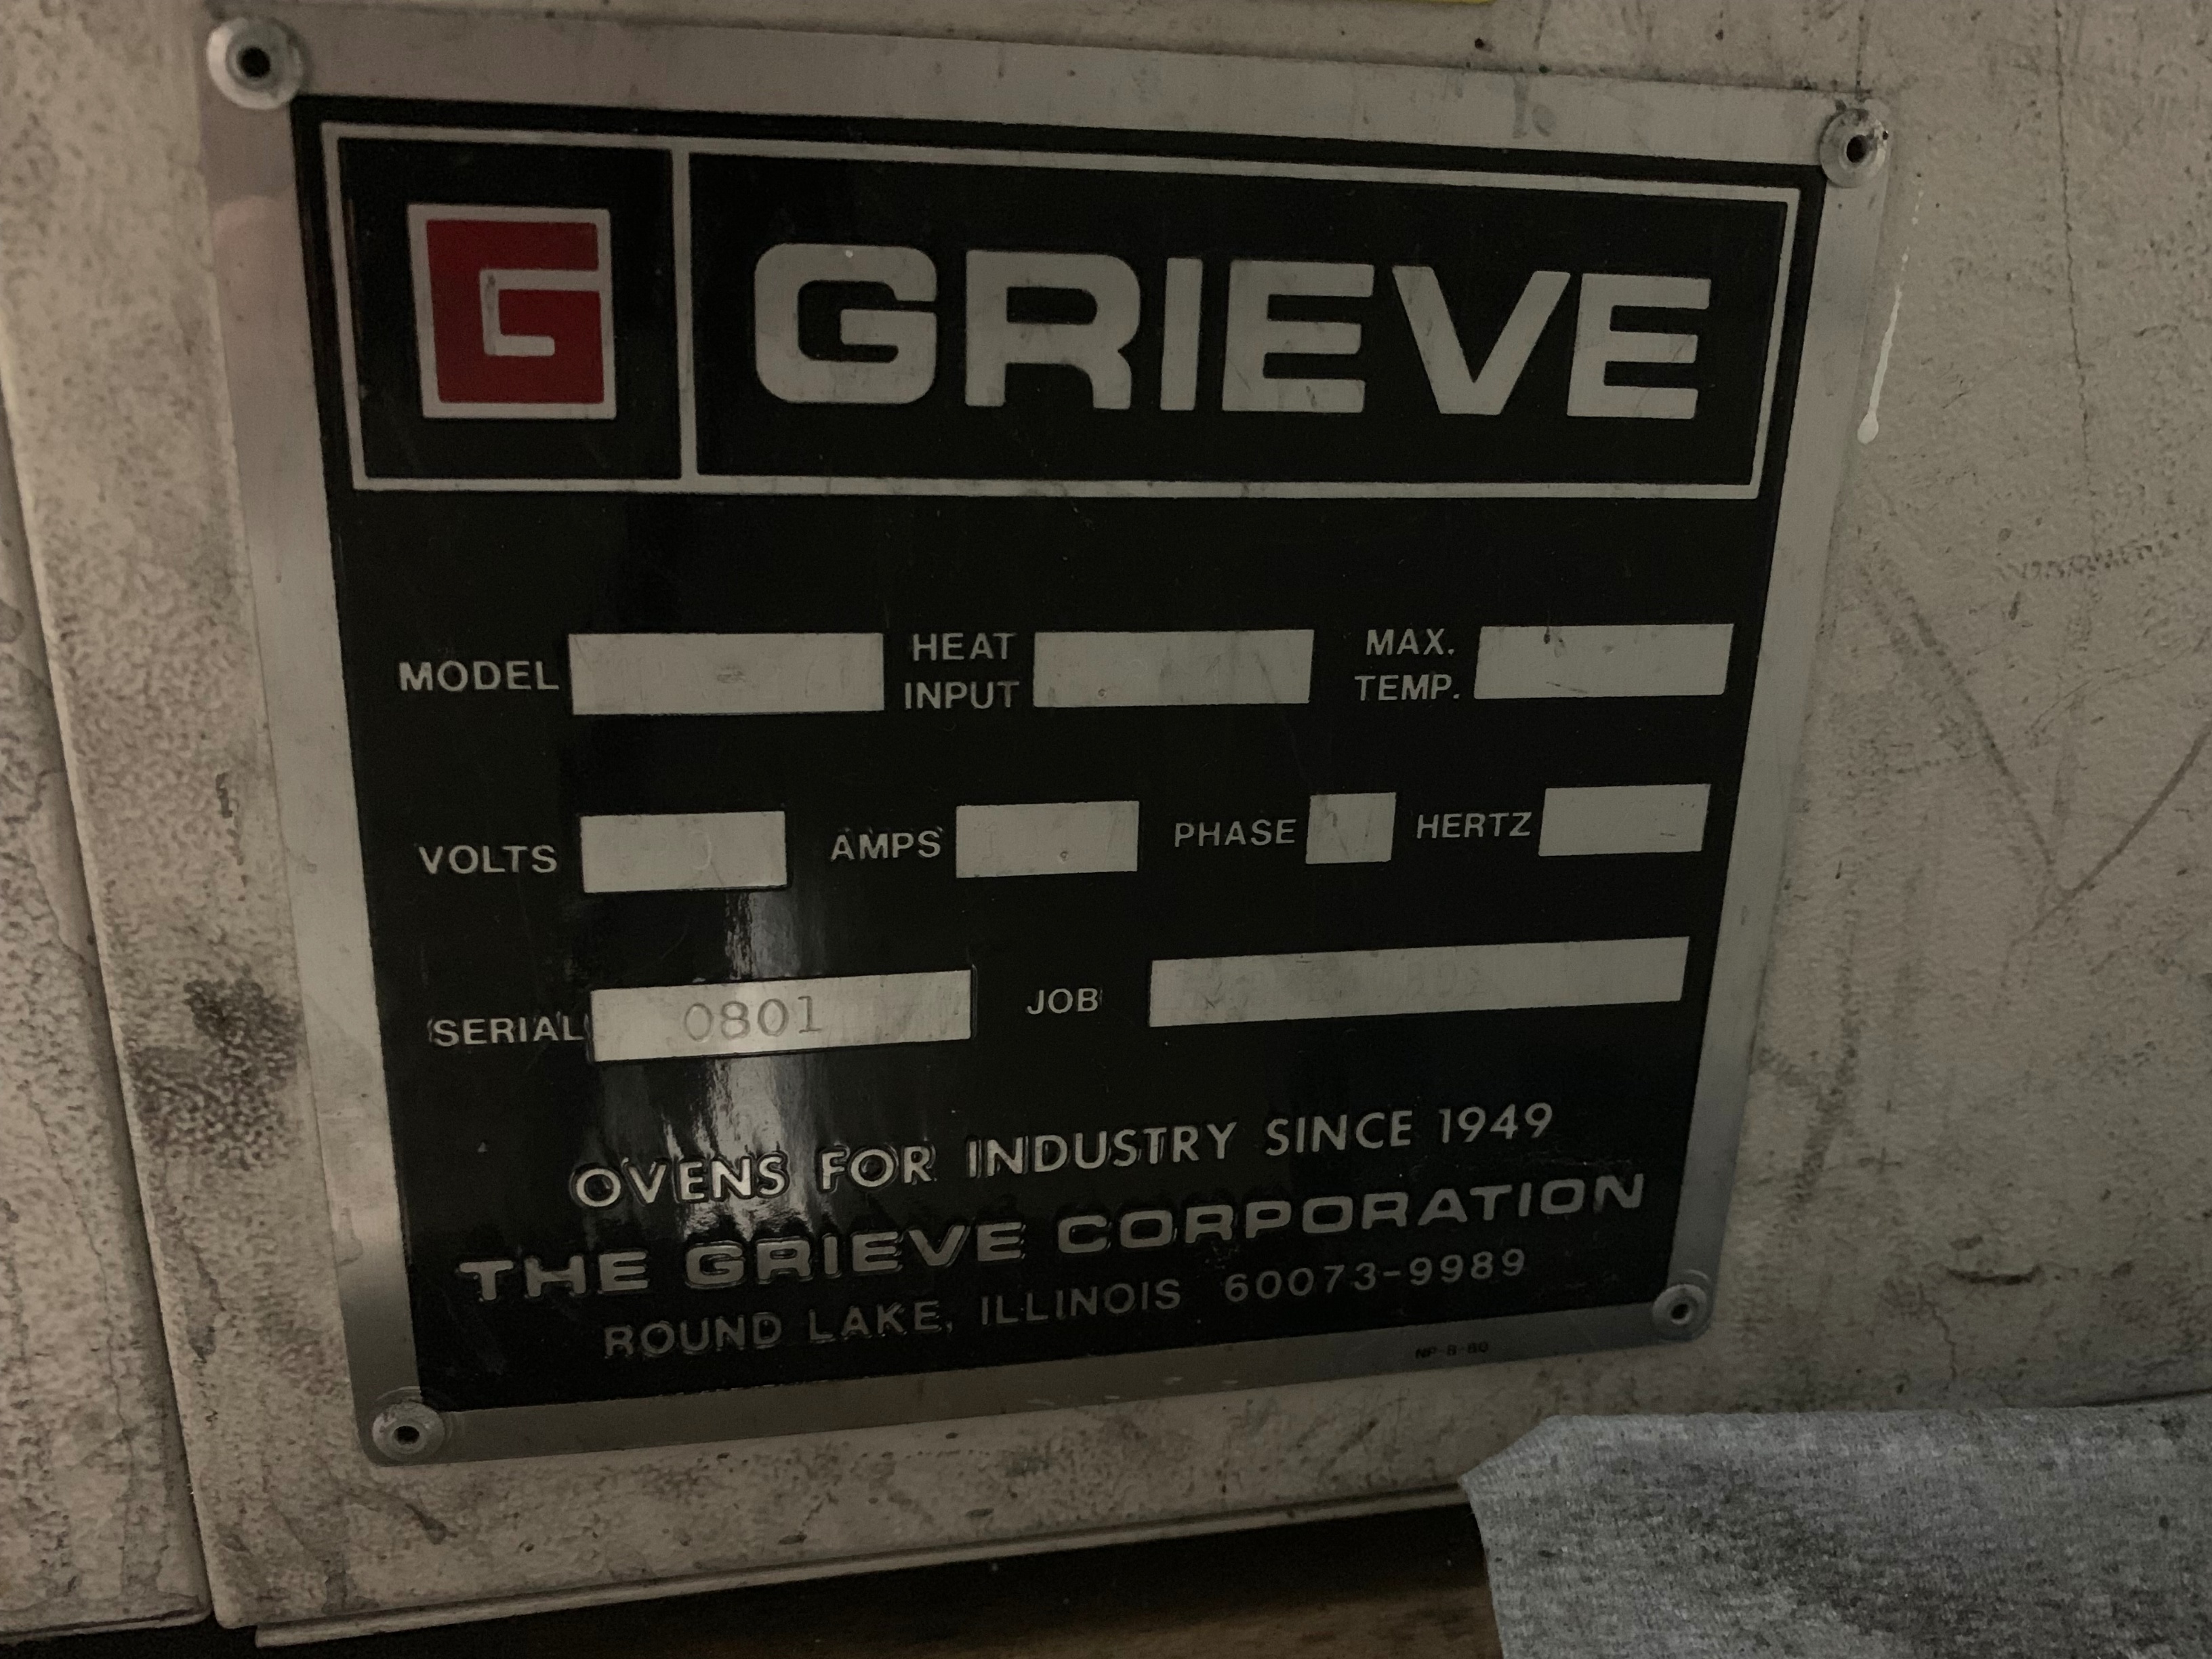 G GRIEVE
MODEL HEAT INPUT MAX. TEMP.
VOLTS AMPS PHASE HERTZ
SERIAL 0801 JOB
OVENS FOR INDUSTRY SINCE 1949
THE GRIEVE CORPORATION
ROUND LAKE, ILLINOIS 60073-9989